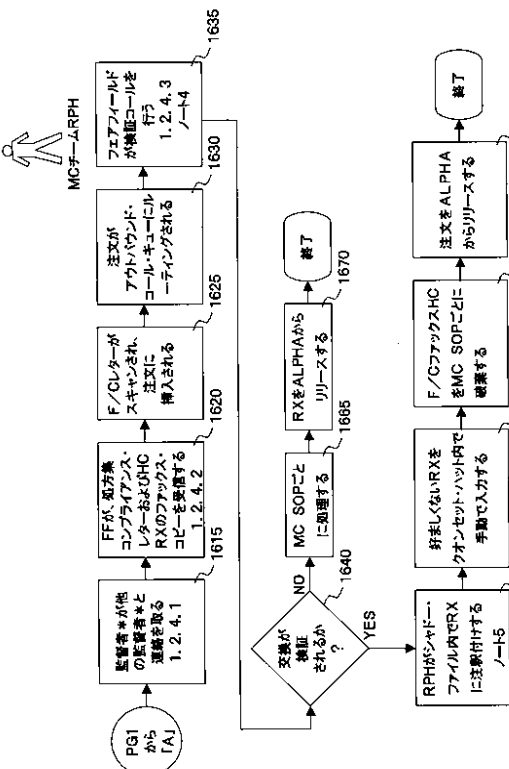 PG1
から
「A」
監督者＊が他
の監督者＊と
連絡を取る
1．2．4．1
1615
FFが、処方集
コンプライアンス・
レターおよびHC
RXのファックス・
コピーを受信する
1．2．4．2
1620
F／Cレターが
スキャンされ、
注文に
挿入される
1625
注文が
アウトバウンド・
コール・キューにル
ーティングされる
1630
MCチームRPH
フェアフィールド
が検証コールを
行う
1．2．4．3
ノート4
1635
交換が
検証
されるか
？
1640
NO
YES
MC SOPごと
に処理する
1665
RXをALPHAから
リリースする
1670
終了
RPHがシャドー・
ファイル内でRX
に注釈付けする
ノート5
好ましくないRXを
クオンセット・ハット内で
手動で入力する
F／CファックスHC
をMC SOPごとに
破棄する
注文をALPHA
からリリースする
終了